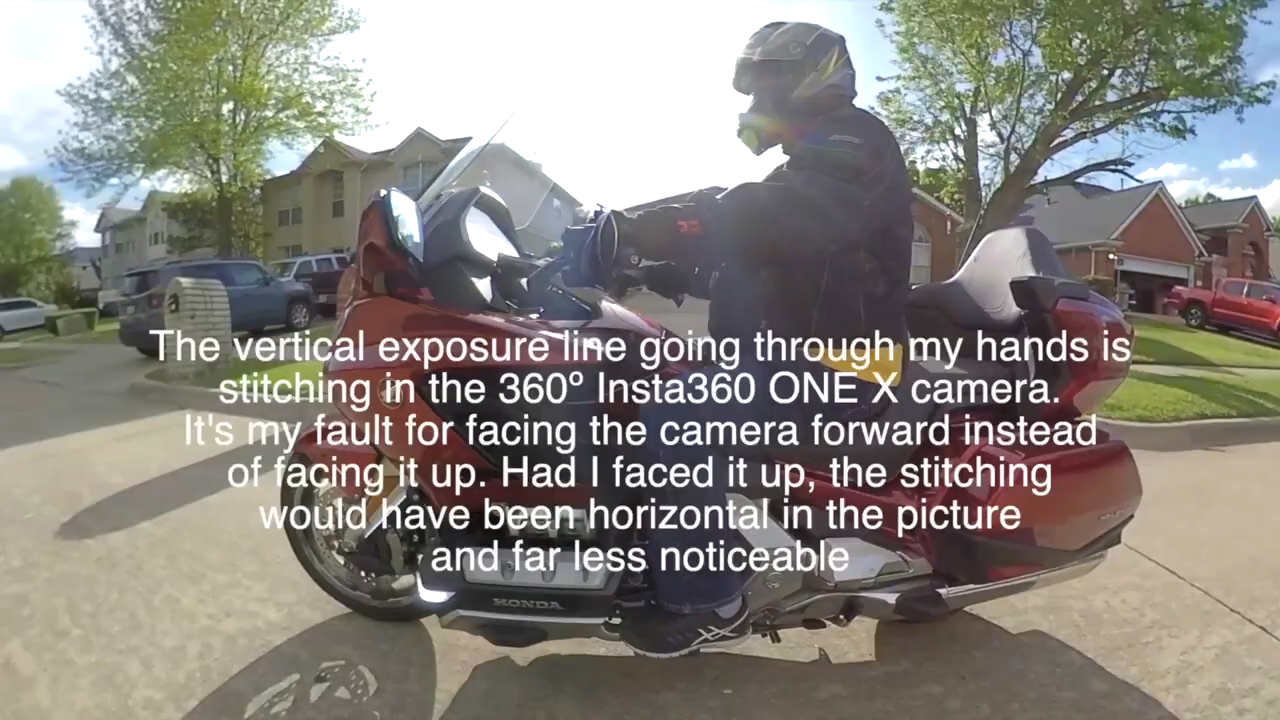 The vertical exposure line going through my hands is
stitching in the 360º Insta360 ONE X camera.
It's my fault for facing the camera forward instead
of facing it up. Had I faced it up, the stitching
would have been horizontal in the picture
and far less noticeable
HONDA